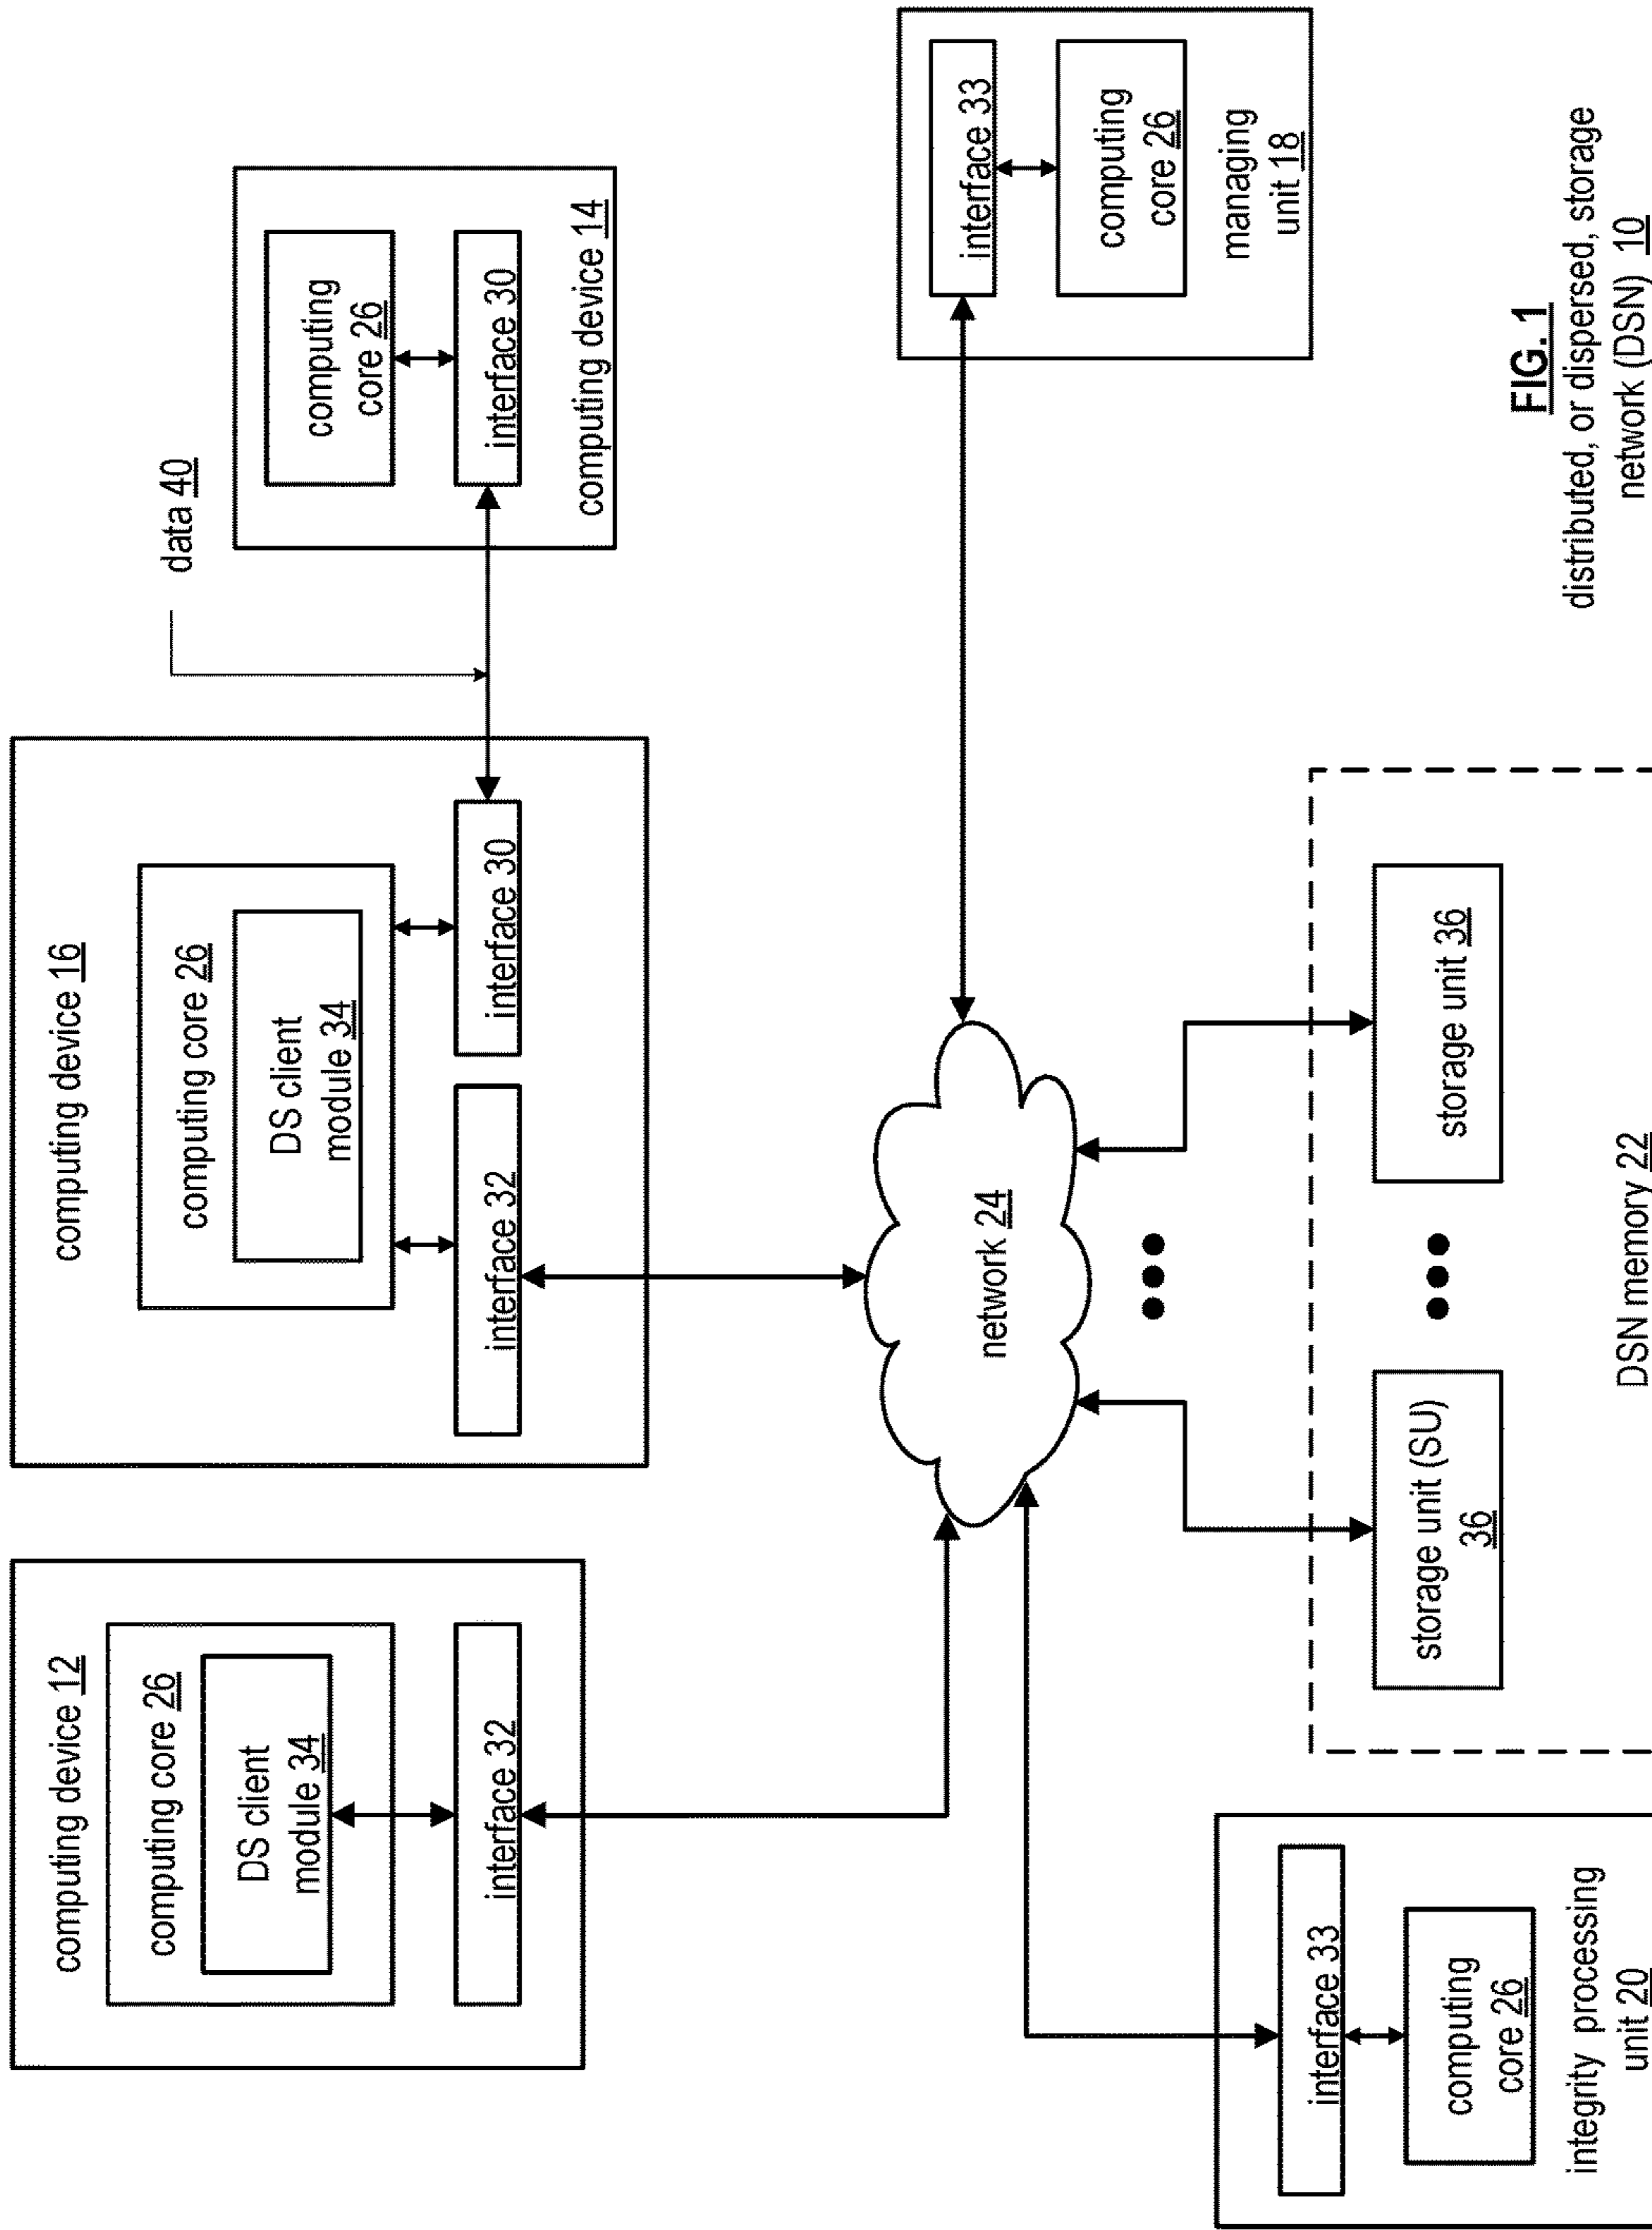 computing device 12
computing core 26
DS client
module 34
interface 32
computing device 16
computing core 26
DS client
module 34
interface 32
interface 30
data 40
computing
core 26
interface 30
computing device 14
network 24
interface 33
computing
core 26
managing
unit 18
interface 33
computing
core 26
integrity processing
unit 20
storage unit (SU)
36
storage unit 36
DSN memory 22
FIG. 1
distributed, or dispersed, storage
network (DSN) 10